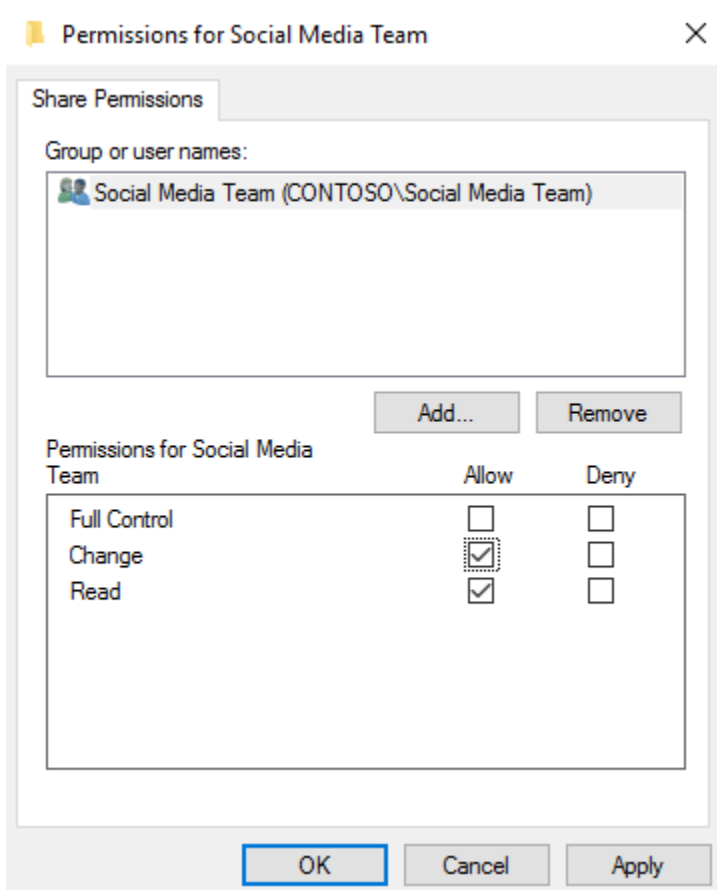 Permissions for Social Media Team
Share Permissions
Group or user names:
Social Media Team (CONTOSO\Social Media Team)
Add...
Remove
Permissions for Social Media
Team
Allow
Deny
Full Control
Change
Read
OK
Cancel
Apply